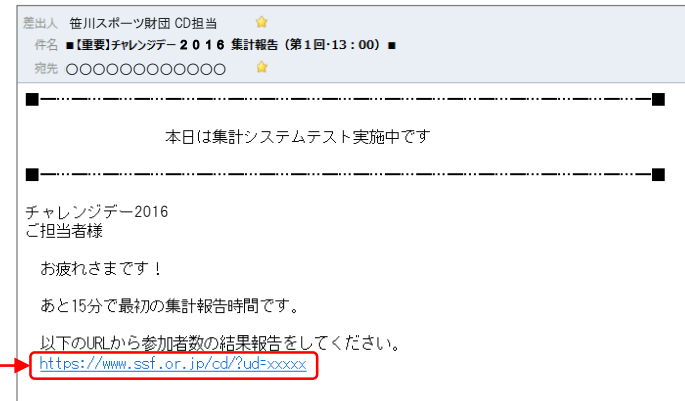 差出人 笹川スポーツ財団 CD担当
件名 ■【重要】チャレンジデー２０１６ 集計報告（第１回・13：00）■
宛先 ○○○○○○○○○○○○
■―…―…―…―…―…―…―…―…―…―…―…―…―…―…―■
本日は集計システムテスト実施中です
■―…―…―…―…―…―…―…―…―…―…―…―…―…―…―■
チャレンジデー2016
ご担当者様
お疲れさまです！
あと15分で最初の集計報告時間です。
以下のURLから参加者数の結果報告をしてください。
https://www.ssf.or.jp/cd/?ud=xxxxx